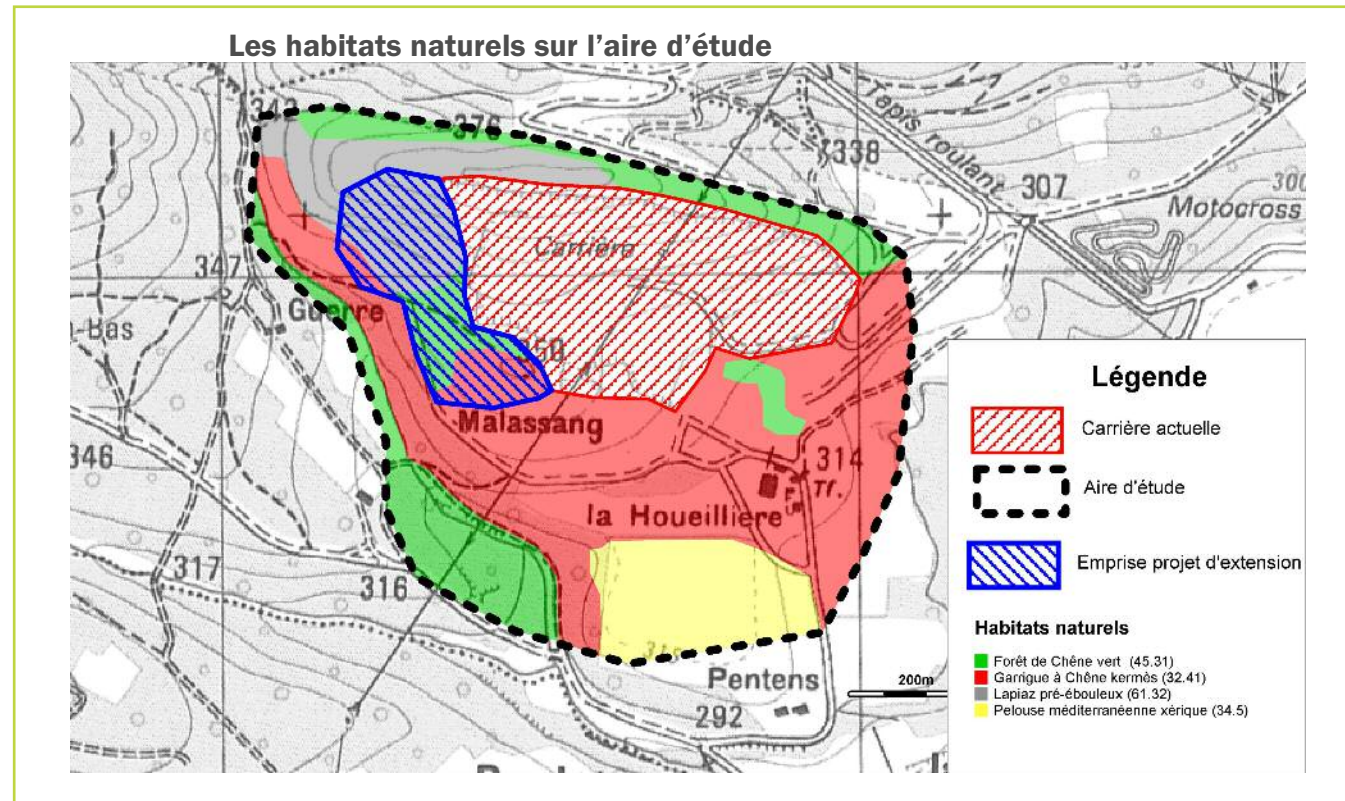 Les habitats naturels sur l'aire d'étude
342
376
Tapis roulant
338
307
300
Motocross
Carrière
347
Guerre
-Bas
350
Malassang
346
314
Tf.
la Houeillière
317
316
315
Pentens
292
200m
Légende
Carrière actuelle
Aire d'étude
Emprise projet d'extension
Habitats naturels
Forêt de Chêne vert (45.31)
Garrigue à Chêne kermès (32.41)
Lapiaz pré-ébouleux (61.32)
Pelouse méditerranéenne xérique (34.5)